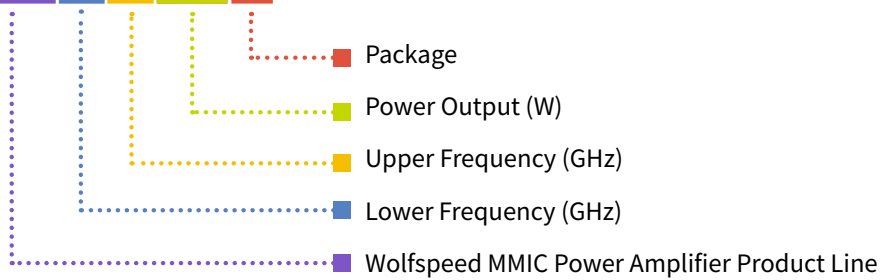 Package
Power Output (W)
Upper Frequency (GHz)
Lower Frequency (GHz)
Wolfspeed MMIC Power Amplifier Product Line